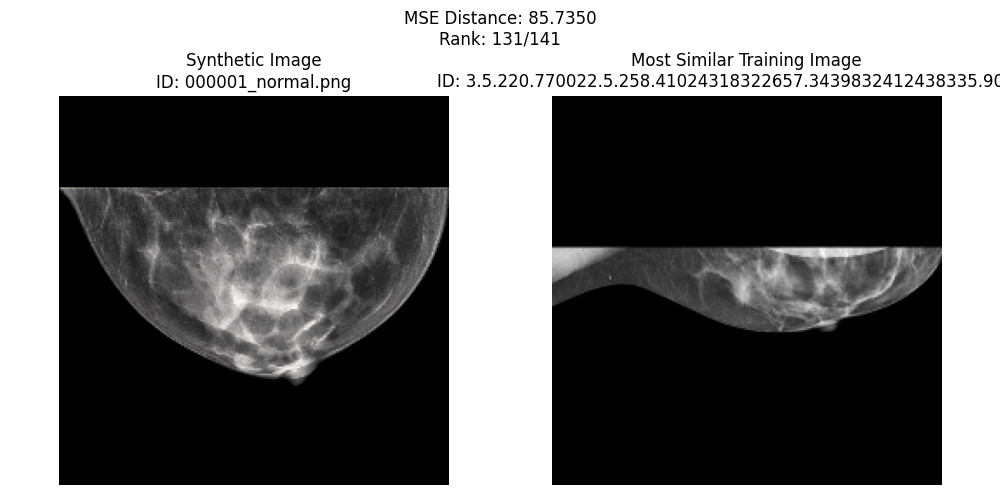 MSE Distance: 85.7350
Rank: 131/141
Synthetic Image
ID: 000001_normal.png
Most Similar Training Image
ID: 3.5.220.770022.5.258.41024318322657.3439832412438335.90